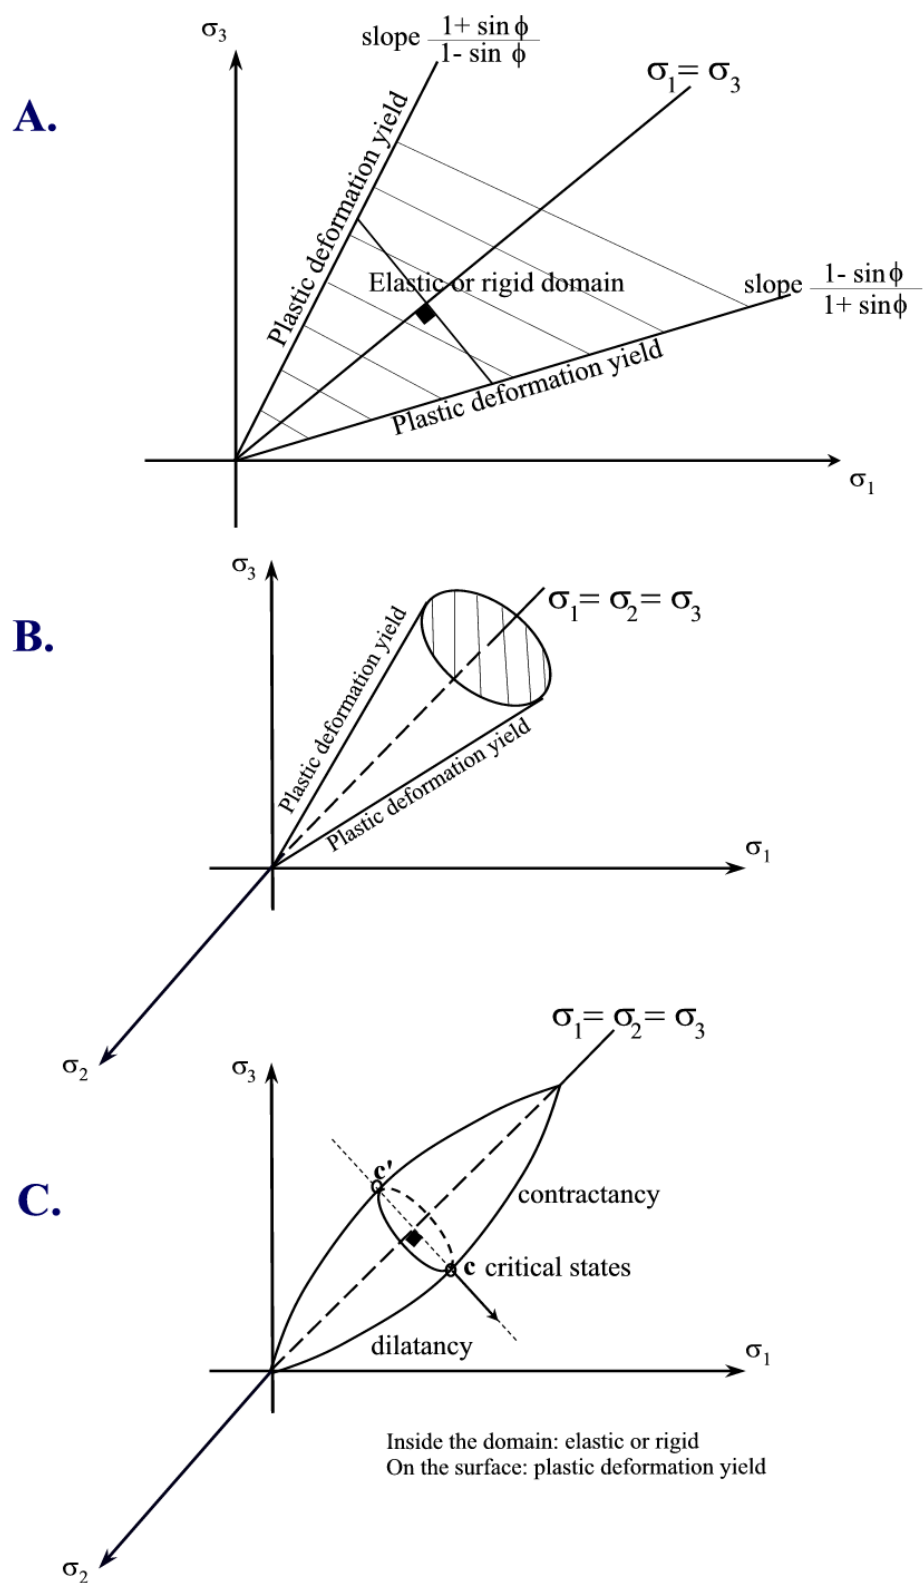 A.
σ3
slope 1+ sin ϕ
1- sin ϕ
σ1= σ3
Plastic deformation yield
Elastic or rigid domain
slope 1- sinϕ
1+ sinϕ
Plastic deformation yield
σ1
B.
σ3
σ1= σ2= σ3
Plastic deformation yield
Plastic deformation yield
σ1
σ2
C.
σ3
σ1= σ2= σ3
c'
contractancy
c critical states
dilatancy
σ1
Inside the domain: elastic or rigid
On the surface: plastic deformation yield
σ2